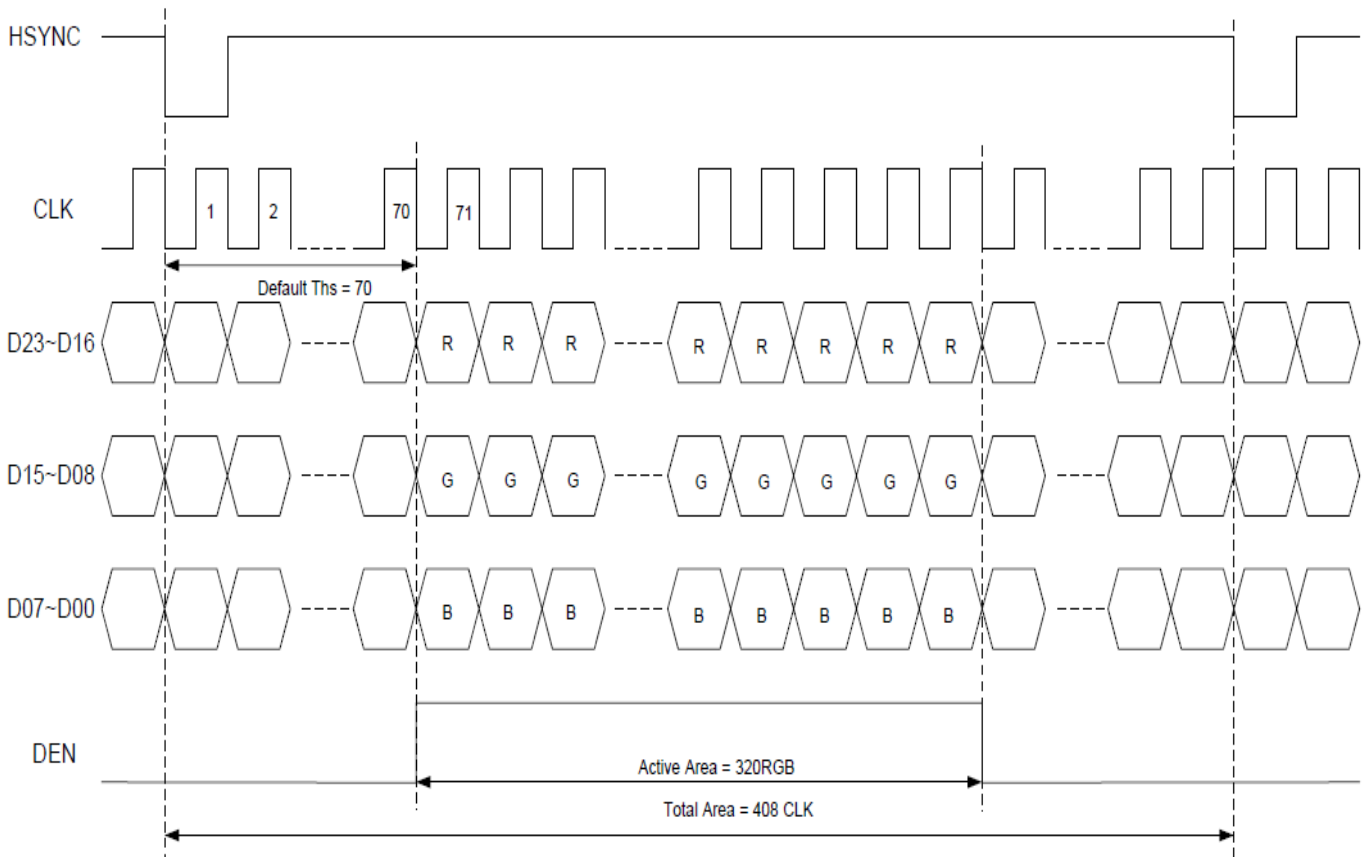 HSYNC
CLK
1 2 70 71
Default Ths = 70
D23~D16
R R R R R R R R
D15~D08
G G G G G G G G
D07~D00
B B B B B B B B
DEN
Active Area = 320RGB
Total Area = 408 CLK